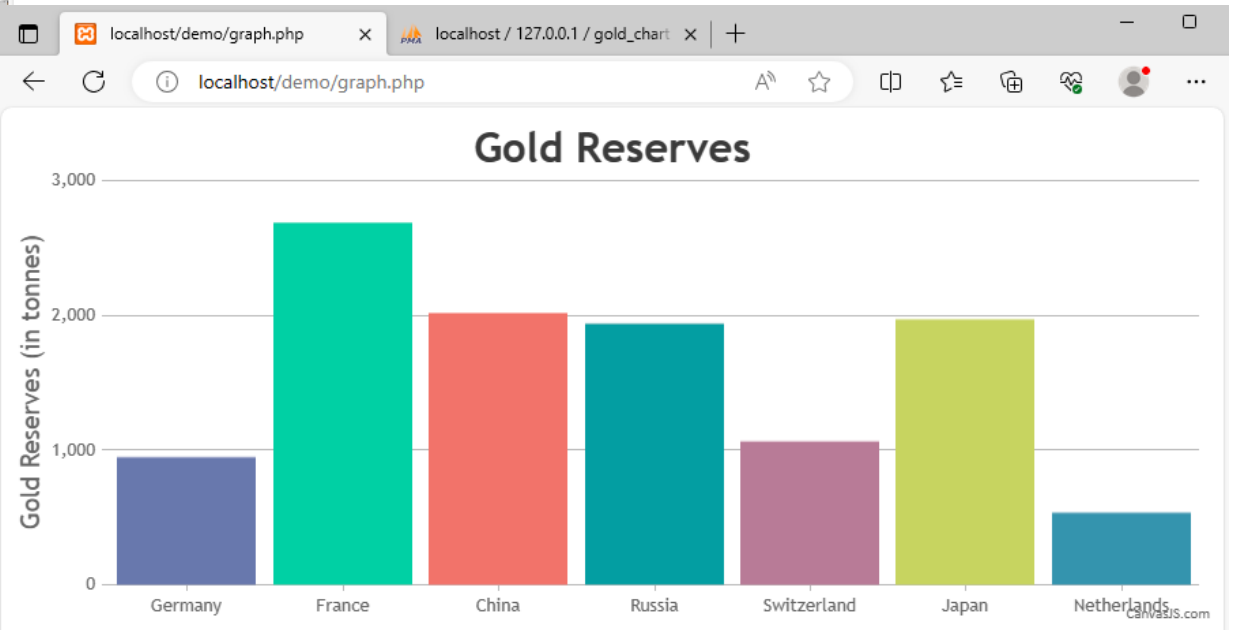 localhost/demo/graph.php
localhost / 127.0.0.1 / gold_chart
PMA
localhost/demo/graph.php
Gold Reserves
Gold Reserves (in tonnes)
3,000
2,000
1,000
0
Germany France China Russia Switzerland Japan Netherlands
CanvasJS.com